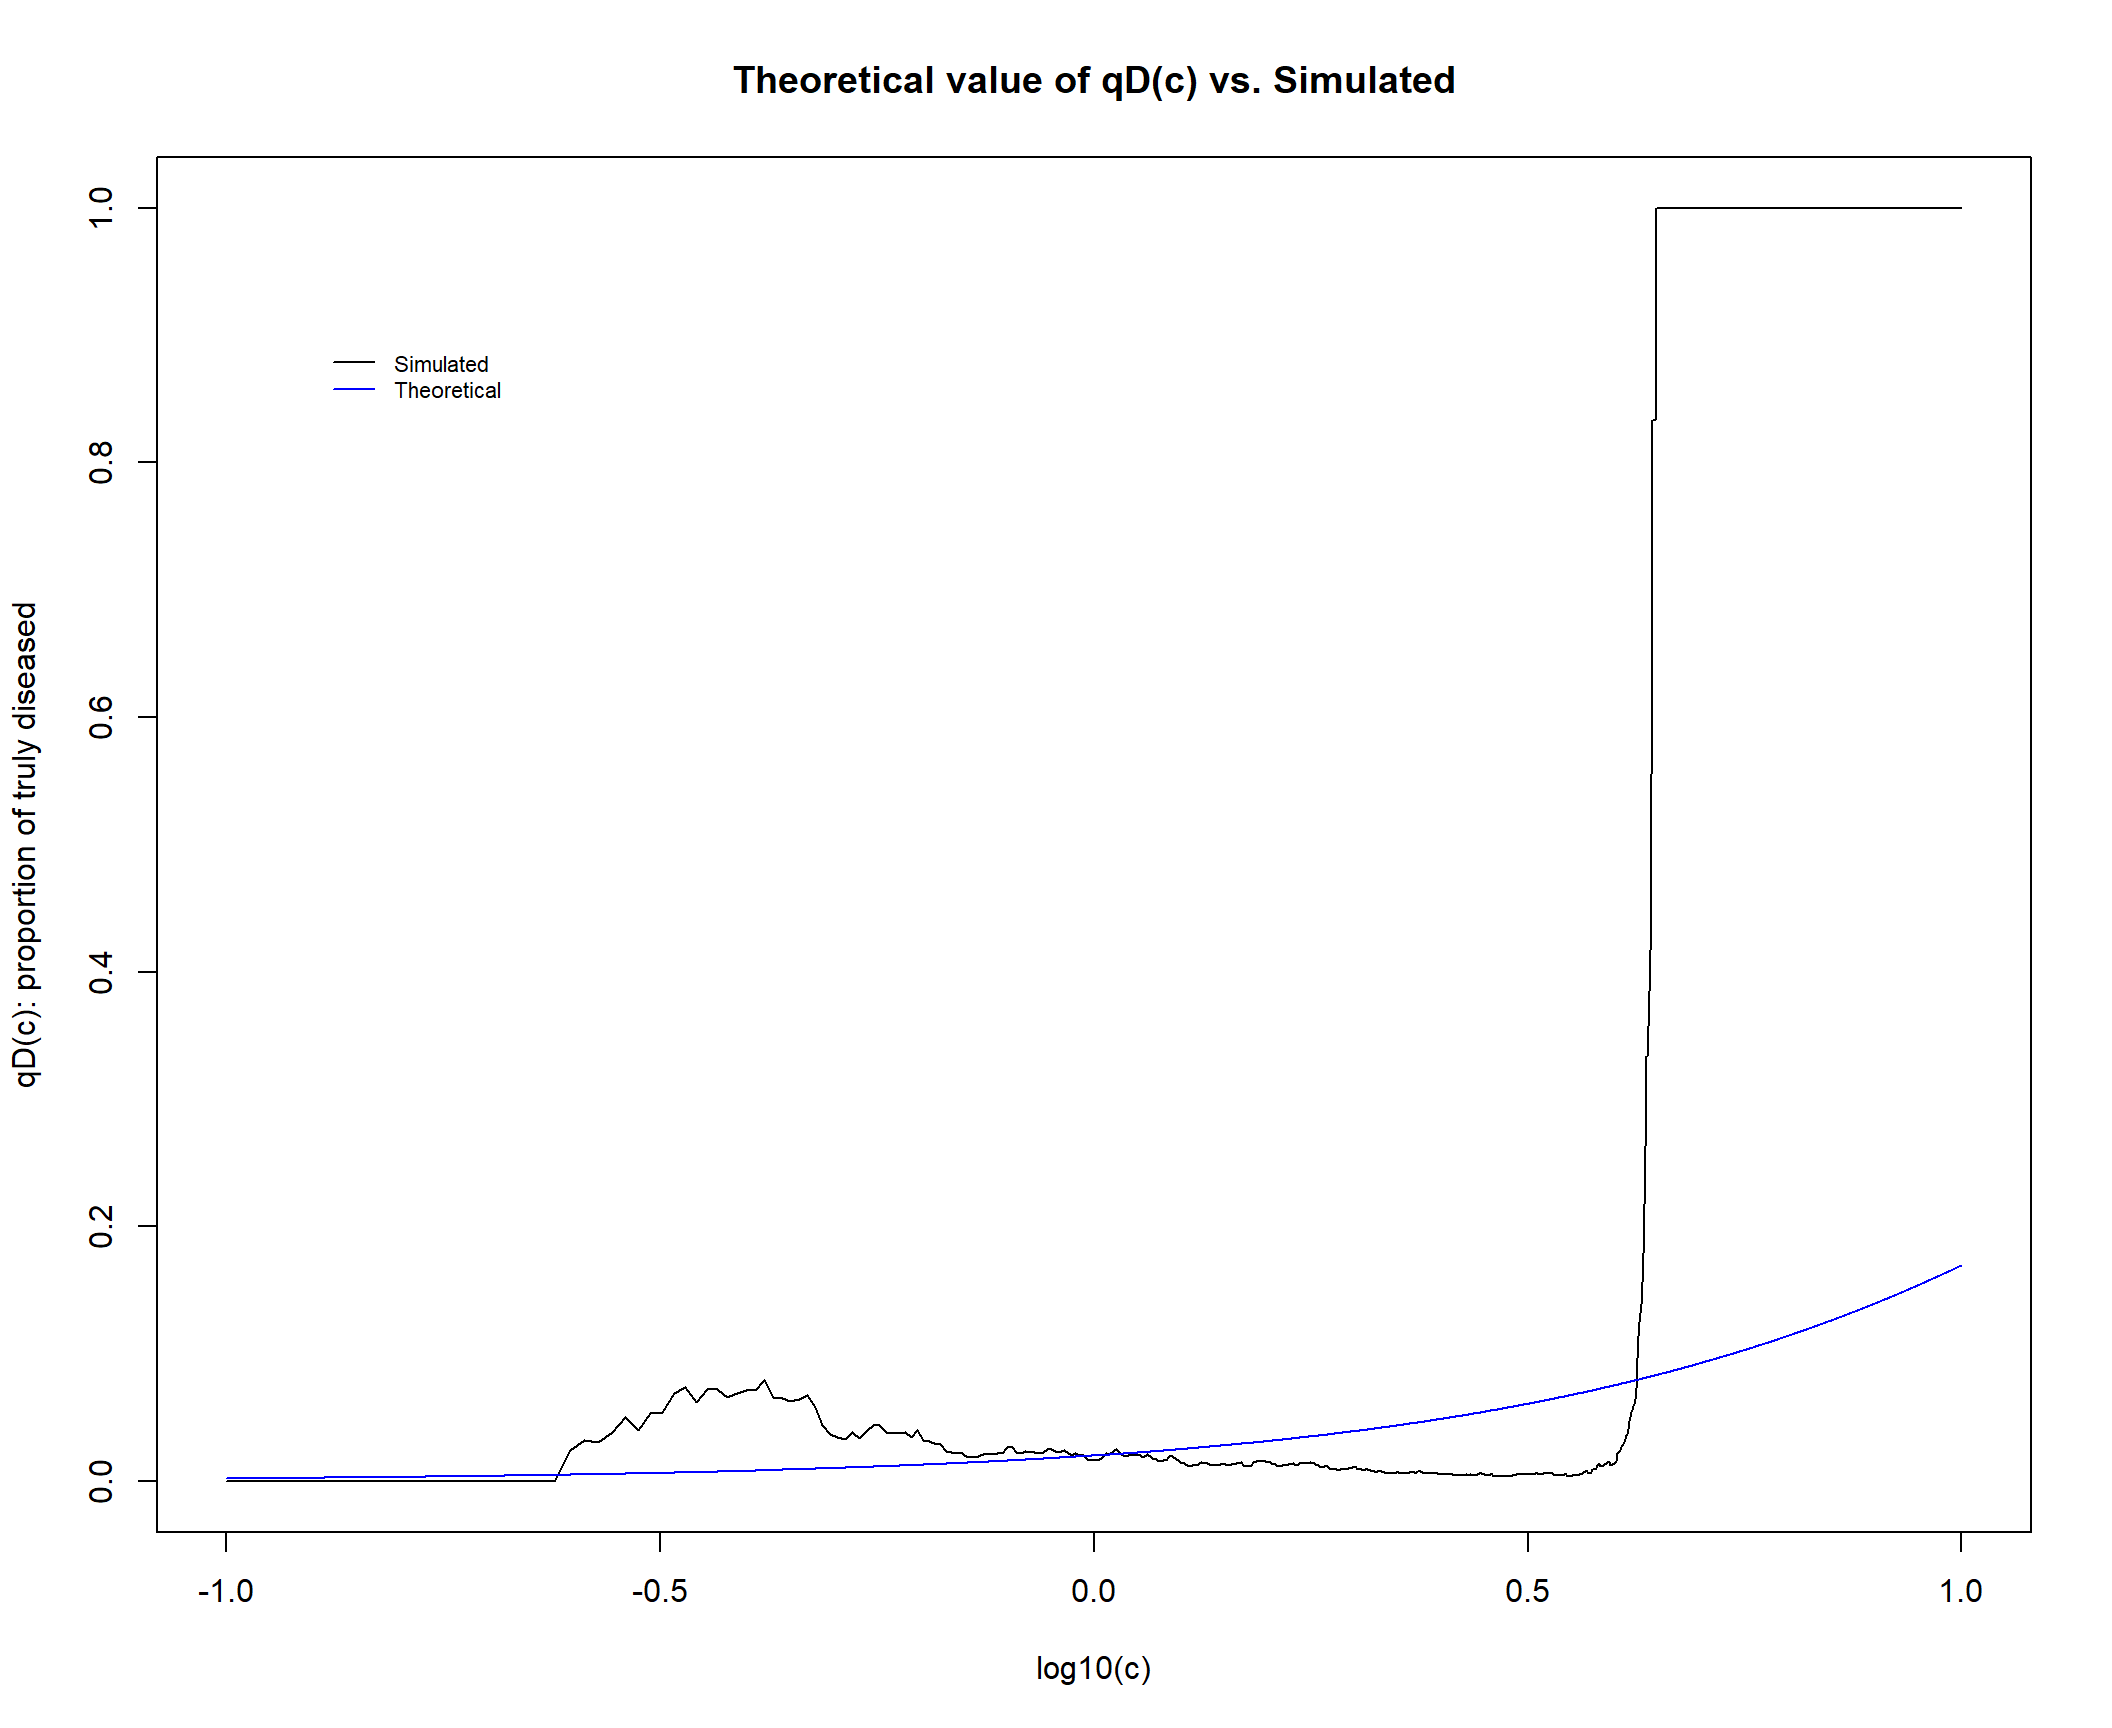 Theoretical value of qD(c) vs. Simulated
qD(c): proportion of truly diseased
1.0
0.8
0.6
0.4
0.2
0.0
Simulated
Theoretical
-1.0 -0.5 0.0 0.5 1.0
log10(c)